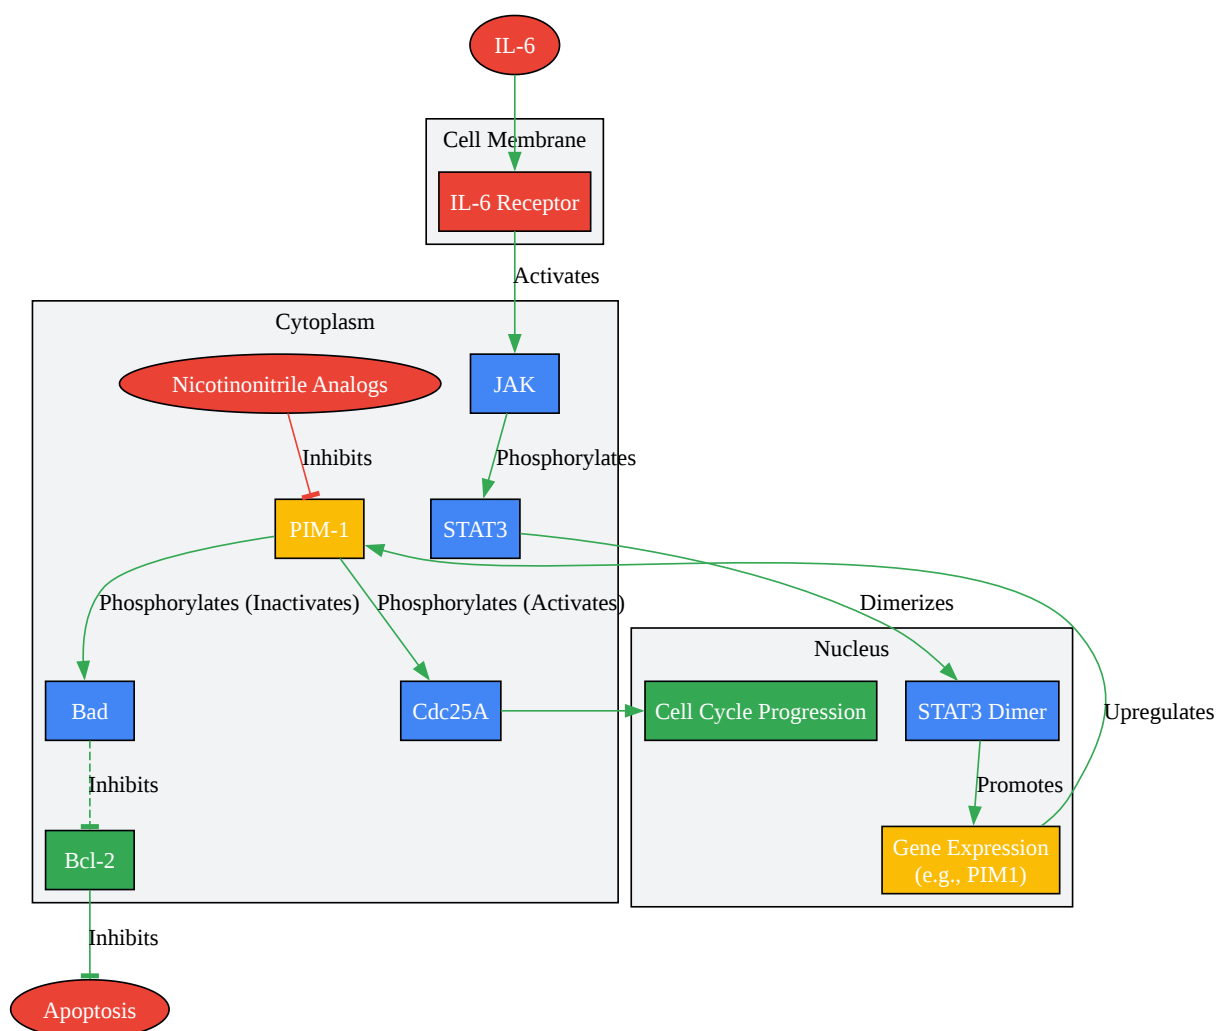 IL-6
Cell Membrane
IL-6 Receptor
Activates
Cytoplasm
Nicotinonitrile Analogs
JAK
Inhibits
Phosphorylates
PIM-1
STAT3
Phosphorylates (Inactivates)
Phosphorylates (Activates)
Dimerizes
Nucleus
Bad
Cdc25A
Cell Cycle Progression
STAT3 Dimer
Upregulates
Inhibits
Promotes
Bcl-2
Gene Expression
(e.g., PIM1)
Inhibits
Apoptosis